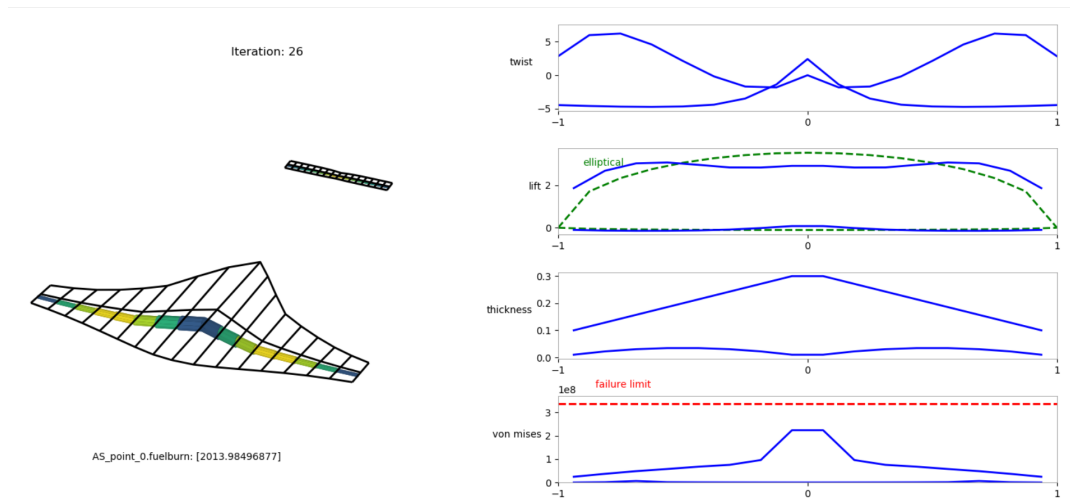 Iteration: 26
AS_point_0.fuelburn: [2013.98496877]
twist
5
0
−5
−1
0
1
elliptical
lift
2
0
−1
0
1
thickness
0.3
0.2
0.1
0.0
−1
0
1
failure limit
1e8
von mises
3
2
1
0
−1
0
1